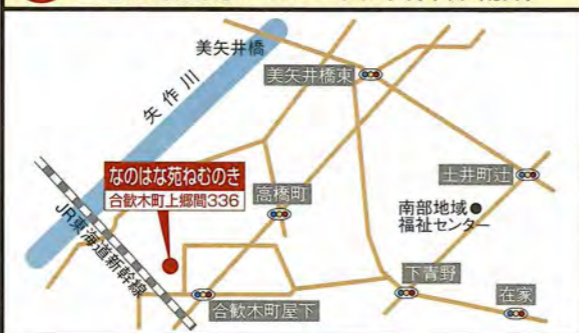 美矢井橋
矢作川
美矢井橋東
なのはな苑ねむのき
合歓木町上郷間336
高橋町
土井町辻
南部地域
福祉センター
JR東海道新幹線
下青野
在家
合歓木町屋下